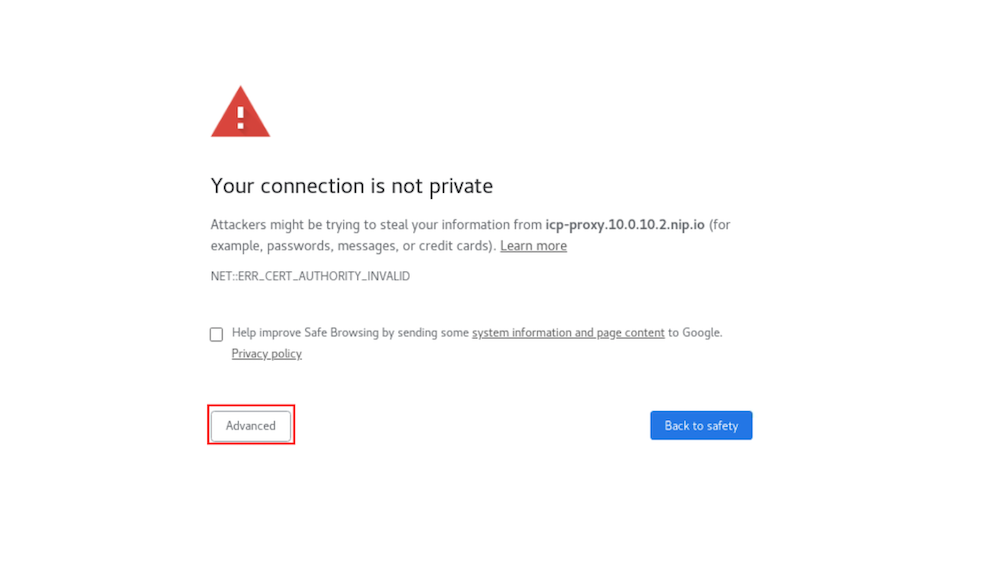 Your connection is not private
Attackers might be trying to steal your information from icp-proxy.10.0.10.2.nip.io (for
example, passwords, messages, or credit cards). Learn more
NET::ERR_CERT_AUTHORITY_INVALID
Help improve Safe Browsing by sending some system information and page content to Google.
Privacy policy
Advanced
Back to safety